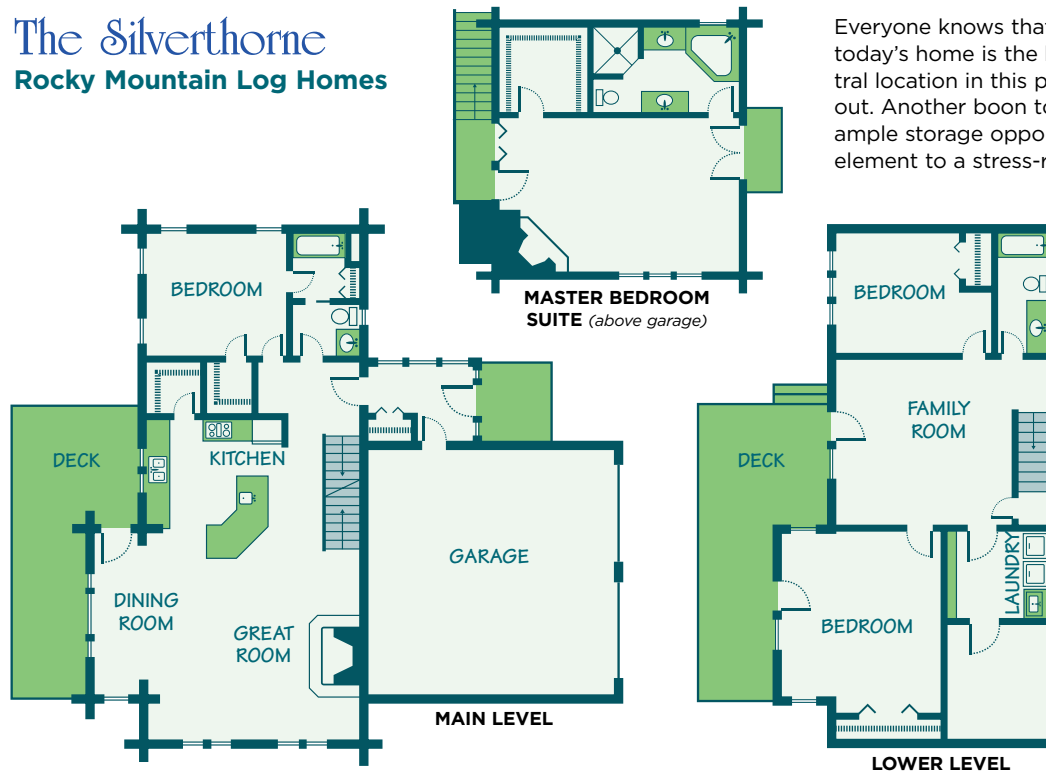 The Silverthorne
Rocky Mountain Log Homes
Everyone knows that
today's home is the
tral location in this p
out. Another boon to
ample storage oppo
element to a stress-r
MASTER BEDROOM
SUITE (above garage)
BEDROOM
DECK
KITCHEN
DINING
ROOM
GREAT
ROOM
GARAGE
MAIN LEVEL
BEDROOM
FAMILY
ROOM
DECK
LAUNDRY
BEDROOM
LOWER LEVEL